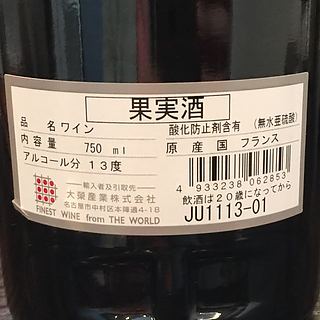 果実酒
品 名 ワイン 酸化防止剤含有 (無水亜硫酸)
内容量 750 ml 原産国 フランス
アルコール分 13度
4 933238 062853
輸入者及引取先
大榮産業株式会社
名古屋市中村区本陣通4-18
飲酒は20歳になってから
FINEST WINE from THE WORLD
JU1113-01